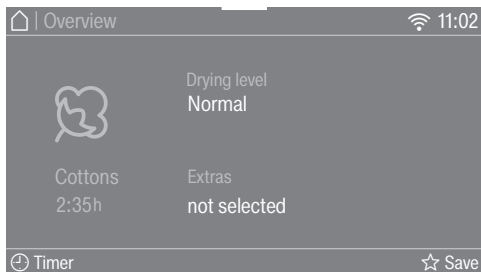 | Overview 11:02
Drying level
Normal
Cottons
2:35h
Extras
not selected
Timer Save